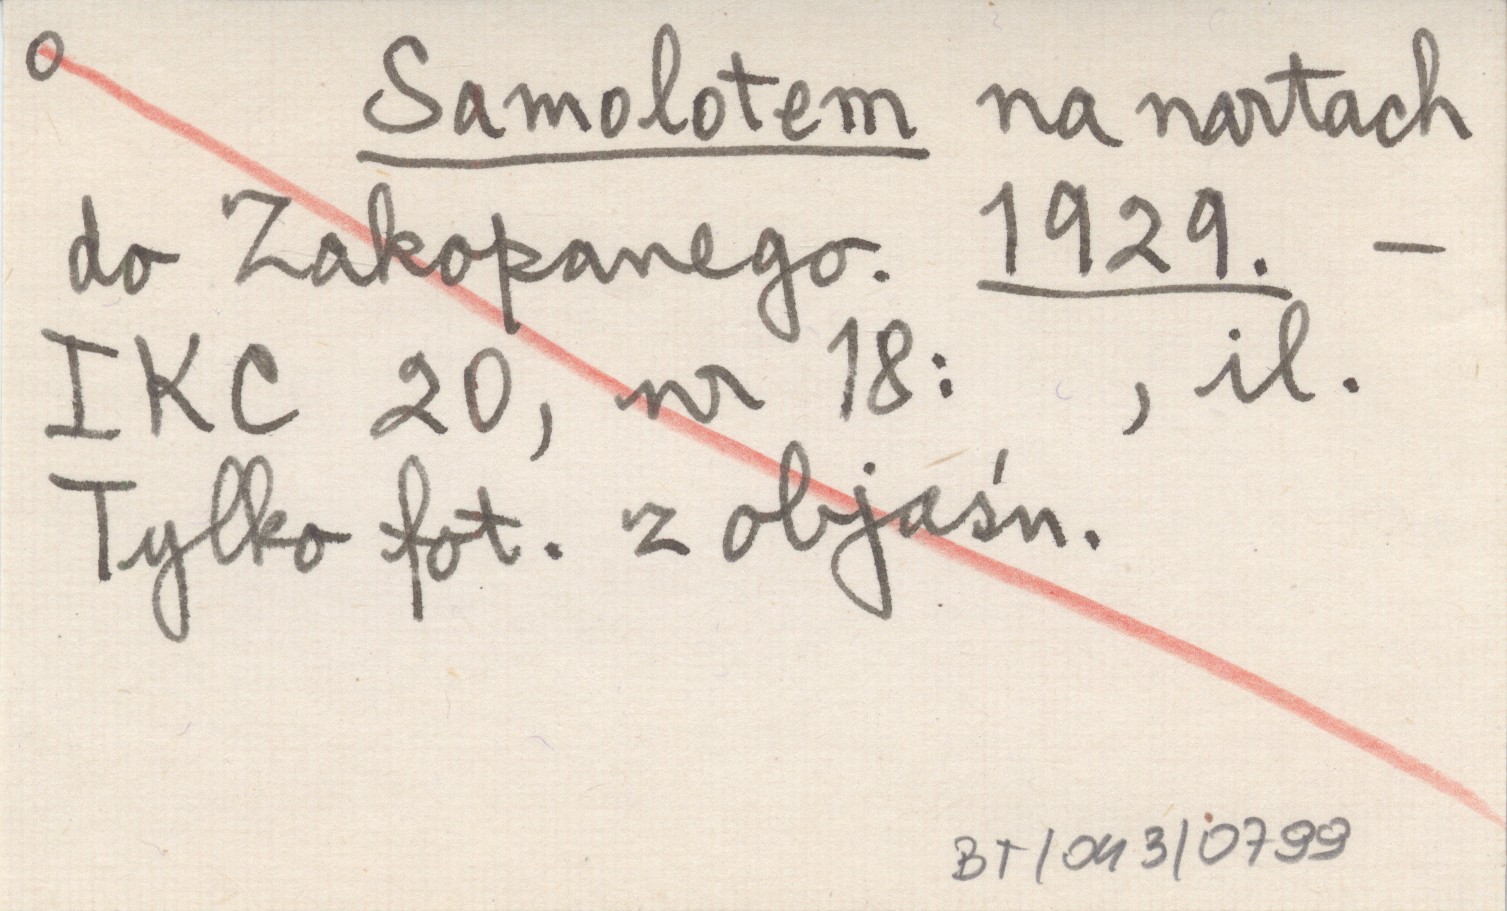 o
Samolotem na nartach
do Zakopanego. 1929. —
IKC 20, nr 18: , il.
Tylko fot. z objaśn.
BT/043/0799